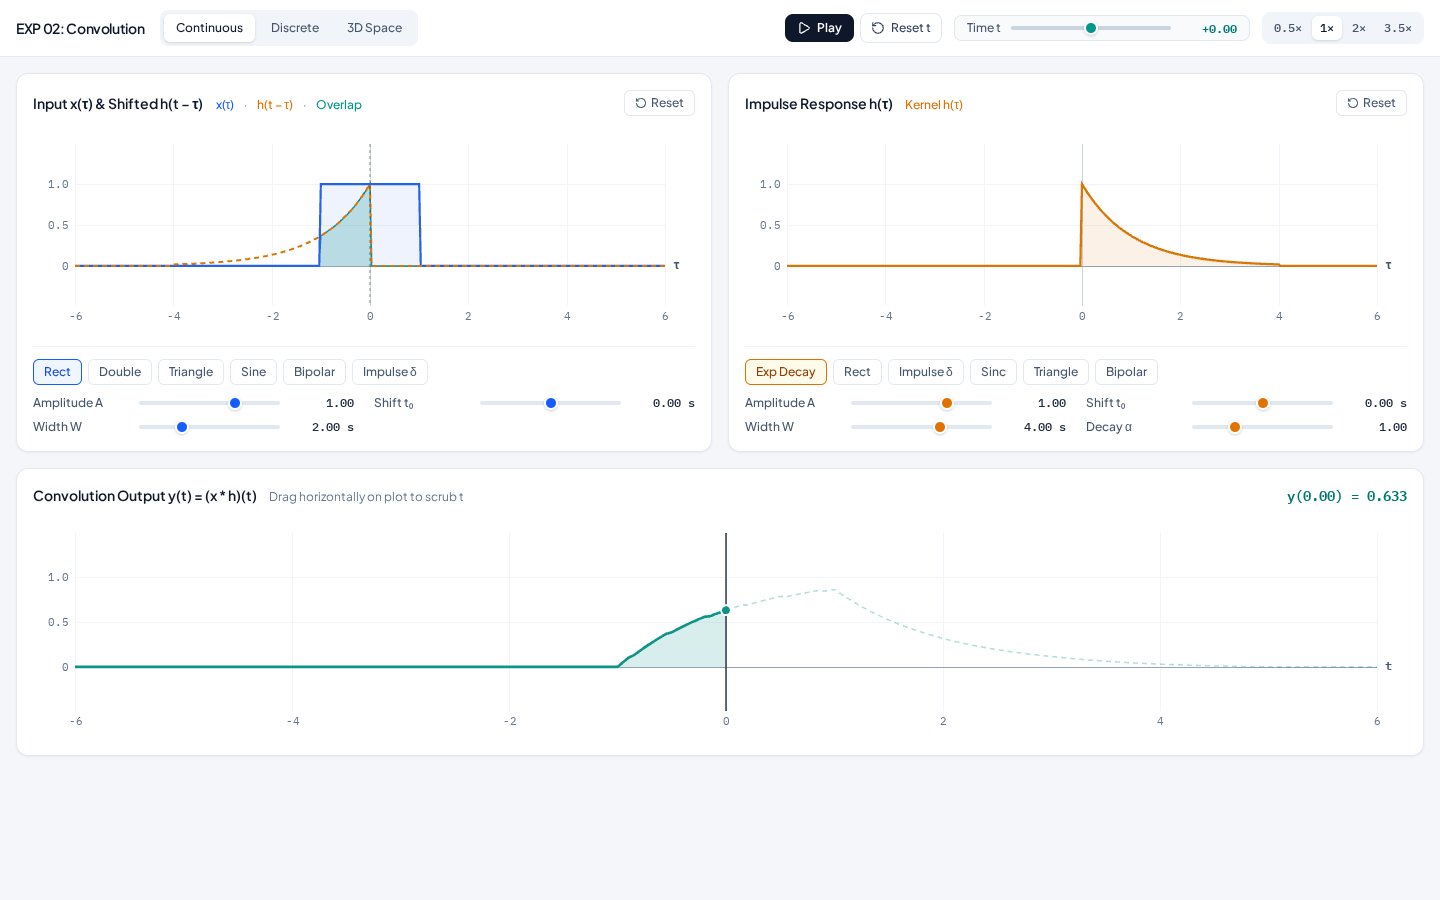 EXP 02: Convolution
Continuous Discrete 3D Space
Play Reset t Time t +0.00 0.5× 1× 2× 3.5×
Input x(τ) & Shifted h(t − τ) x(τ) · h(t − τ) · Overlap Reset
1.0
0.5
0
τ
-6 -4 -2 0 2 4 6
Rect Double Triangle Sine Bipolar Impulse δ
Amplitude A 1.00 Shift t₀ 0.00 s
Width W 2.00 s
Impulse Response h(τ) Kernel h(τ) Reset
1.0
0.5
0
τ
-6 -4 -2 0 2 4 6
Exp Decay Rect Impulse δ Sinc Triangle Bipolar
Amplitude A 1.00 Shift t₀ 0.00 s
Width W 4.00 s Decay α 1.00
Convolution Output y(t) = (x * h)(t) Drag horizontally on plot to scrub t y(0.00) = 0.633
1.0
0.5
0
t
-6 -4 -2 0 2 4 6